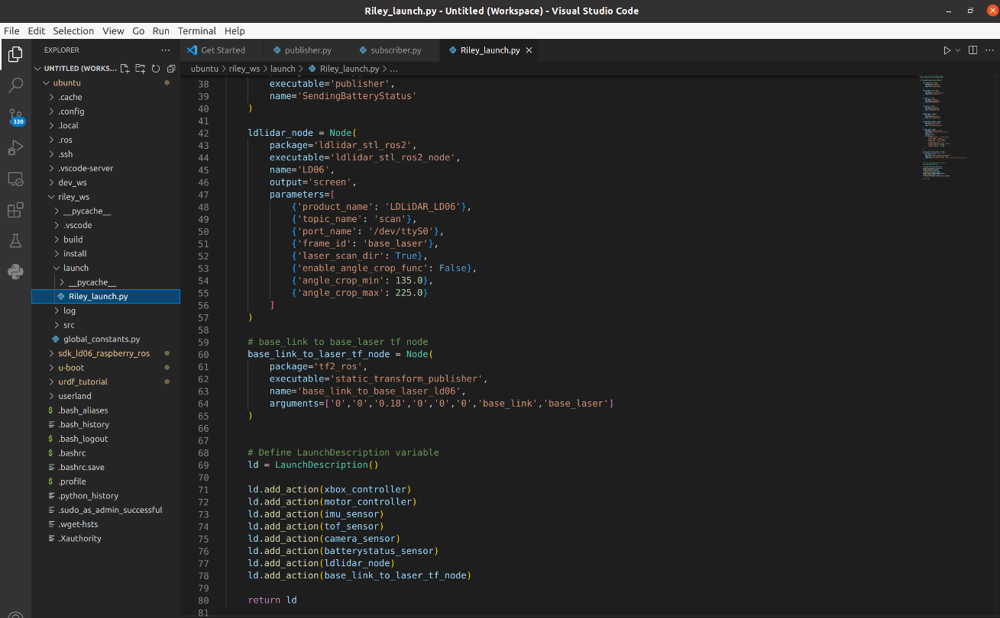 Riley_launch.py - Untitled (Workspace) - Visual Studio Code
File Edit Selection View Go Run Terminal Help
EXPLORER
UNTITLED (WORKS...
ubuntu
.cache
.config
.local
.ros
.ssh
.vscode-server
dev_ws
riley_ws
__pycache__
.vscode
build
install
launch
__pycache__
Riley_launch.py
log
src
global_constants.py
sdk_ld06_raspberry_ros
u-boot
urdf_tutorial
userland
$ .bash_aliases
.bash_history
$ .bash_logout
$ .bashrc
.bashrc.save
$ .profile
.python_history
.sudo_as_admin_successful
.wget-hsts
.Xauthority
330
Get Started publisher.py subscriber.py Riley_launch.py
ubuntu > riley_ws > launch > Riley_launch.py > ...
38 executable='publisher',
39 name='SendingBatteryStatus'
40 )
41
42 ldlidar_node = Node(
43 package='ldlidar_stl_ros2',
44 executable='ldlidar_stl_ros2_node',
45 name='LD06',
46 output='screen',
47 parameters=[
48 {'product_name': 'LDLiDAR_LD06'},
49 {'topic_name': 'scan'},
50 {'port_name': '/dev/ttyS0'},
51 {'frame_id': 'base_laser'},
52 {'laser_scan_dir': True},
53 {'enable_angle_crop_func': False},
54 {'angle_crop_min': 135.0},
55 {'angle_crop_max': 225.0}
56 ]
57 )
58
59 # base_link to base_laser tf node
60 base_link_to_laser_tf_node = Node(
61 package='tf2_ros',
62 executable='static_transform_publisher',
63 name='base_link_to_base_laser_ld06',
64 arguments=['0','0','0.18','0','0','0','base_link','base_laser']
65 )
66
67
68 # Define LaunchDescription variable
69 ld = LaunchDescription()
70
71 ld.add_action(xbox_controller)
72 ld.add_action(motor_controller)
73 ld.add_action(imu_sensor)
74 ld.add_action(tof_sensor)
75 ld.add_action(camera_sensor)
76 ld.add_action(batterystatus_sensor)
77 ld.add_action(ldlidar_node)
78 ld.add_action(base_link_to_laser_tf_node)
79
80 return ld
81